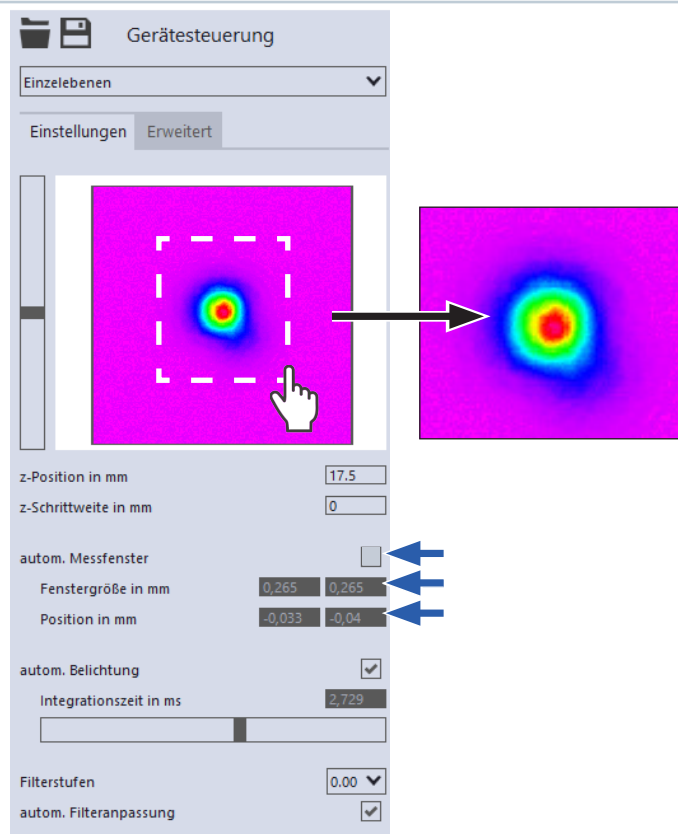 Gerätesteuerung
Einzelebenen
Einstellungen Erweitert
z-Position in mm 17.5
z-Schrittweite in mm 0
autom. Messfenster
Fenstergröße in mm 0,265 0,265
Position in mm -0,033 -0,04
autom. Belichtung
Integrationszeit in ms 2,729
Filterstufen 0.00
autom. Filteranpassung